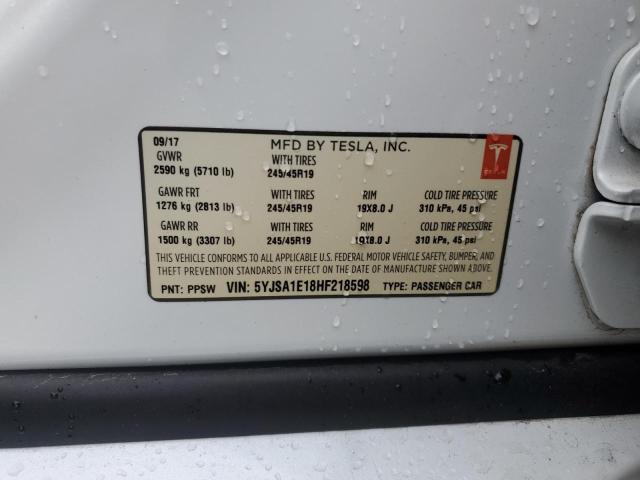 09/17 MFD BY TESLA, INC.
GVWR WITH TIRES
2590 kg (5710 lb) 245/45R19
TESLA
GAWR FRT WITH TIRES RIM COLD TIRE PRESSURE
1276 kg (2813 lb) 245/45R19 19X8.0 J 310 kPa, 45 psi
GAWR RR WITH TIRES RIM COLD TIRE PRESSURE
1500 kg (3307 lb) 245/45R19 19X8.0 J 310 kPa, 45 psi
THIS VEHICLE CONFORMS TO ALL APPLICABLE U.S. FEDERAL MOTOR VEHICLE SAFETY, BUMPER, AND
THEFT PREVENTION STANDARDS IN EFFECT ON THE DATE OF MANUFACTURE SHOWN ABOVE.
PNT: PPSW VIN: 5YJSA1E18HF218598 TYPE: PASSENGER CAR